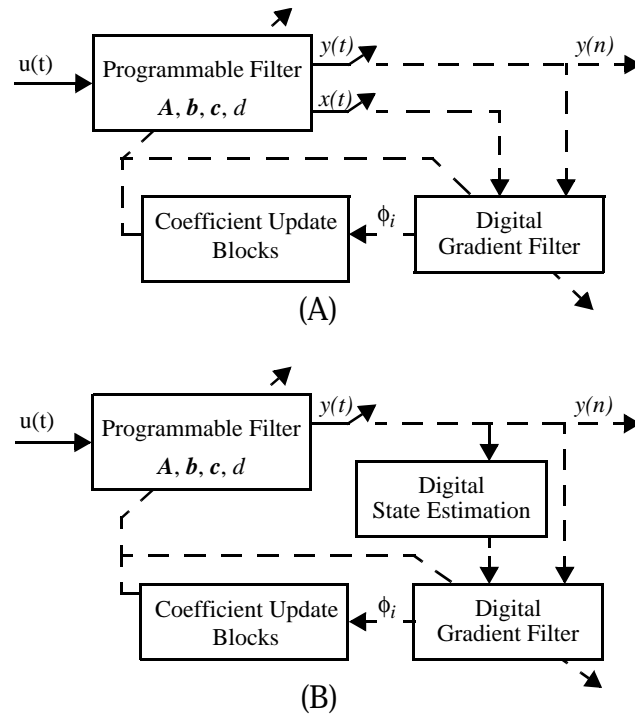 u(t)
Programmable Filter
A, b, c, d
y(t)
x(t)
y(n)
Coefficient Update
Blocks
ϕi
Digital
Gradient Filter
(A)
u(t)
Programmable Filter
A, b, c, d
y(t)
y(n)
Digital
State Estimation
Coefficient Update
Blocks
ϕi
Digital
Gradient Filter
(B)